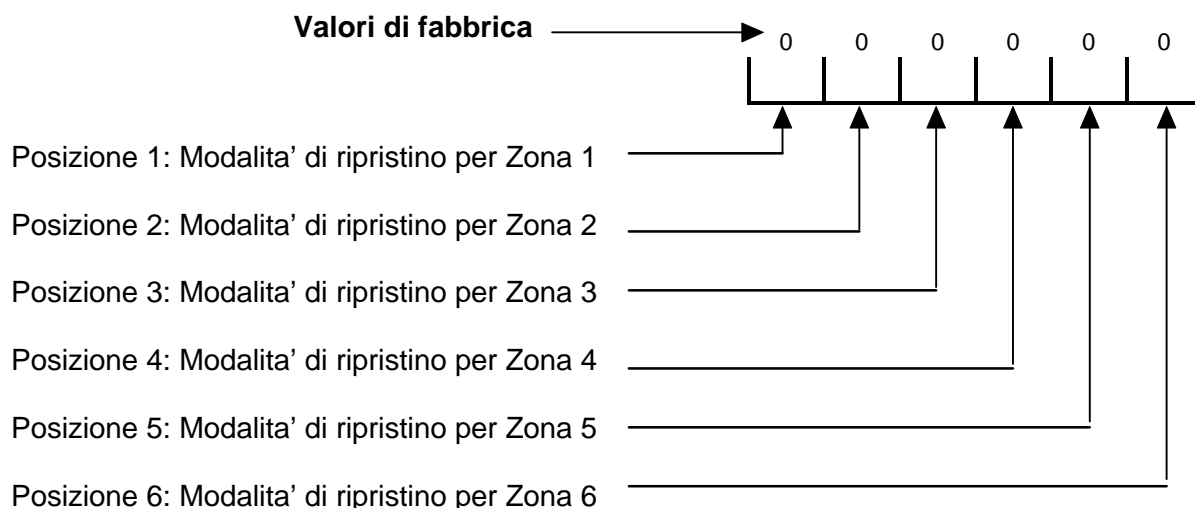 Valori di fabbrica 0 0 0 0 0 0
Posizione 1: Modalita’ di ripristino per Zona 1
Posizione 2: Modalita’ di ripristino per Zona 2
Posizione 3: Modalita’ di ripristino per Zona 3
Posizione 4: Modalita’ di ripristino per Zona 4
Posizione 5: Modalita’ di ripristino per Zona 5
Posizione 6: Modalita’ di ripristino per Zona 6